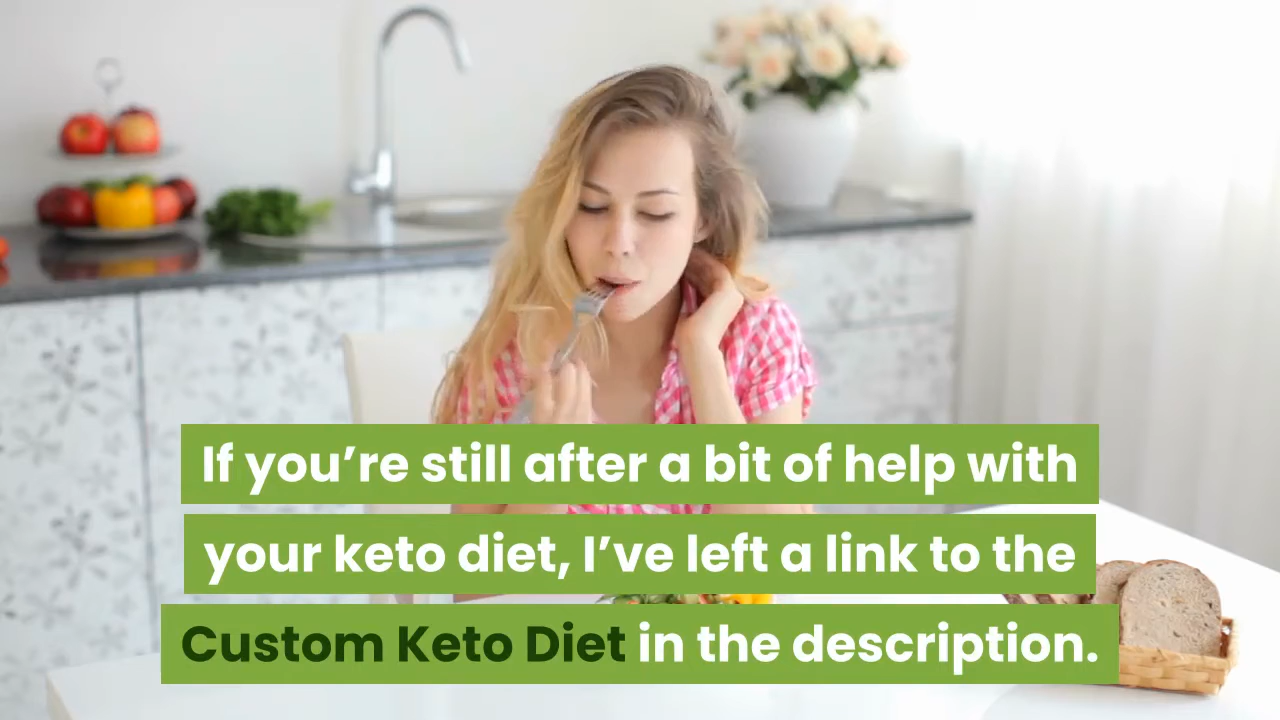 If you’re still after a bit of help with
your keto diet, I’ve left a link to the
Custom Keto Diet in the description.